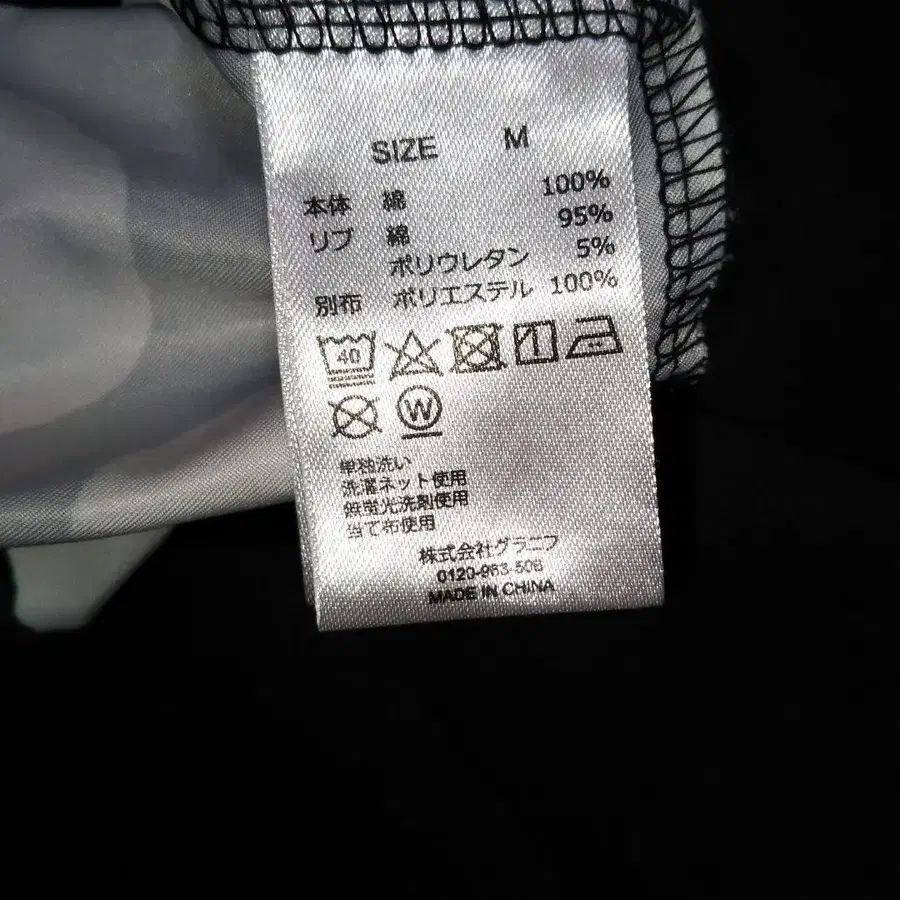 SIZE M
本体 綿 100%
リブ 綿 95%
ポリウレタン 5%
別布 ポリエステル 100%
40
W
単独洗い
洗濯ネット使用
無蛍光洗剤使用
当て布使用
株式会社グラニフ
0120-963-506
MADE IN CHINA